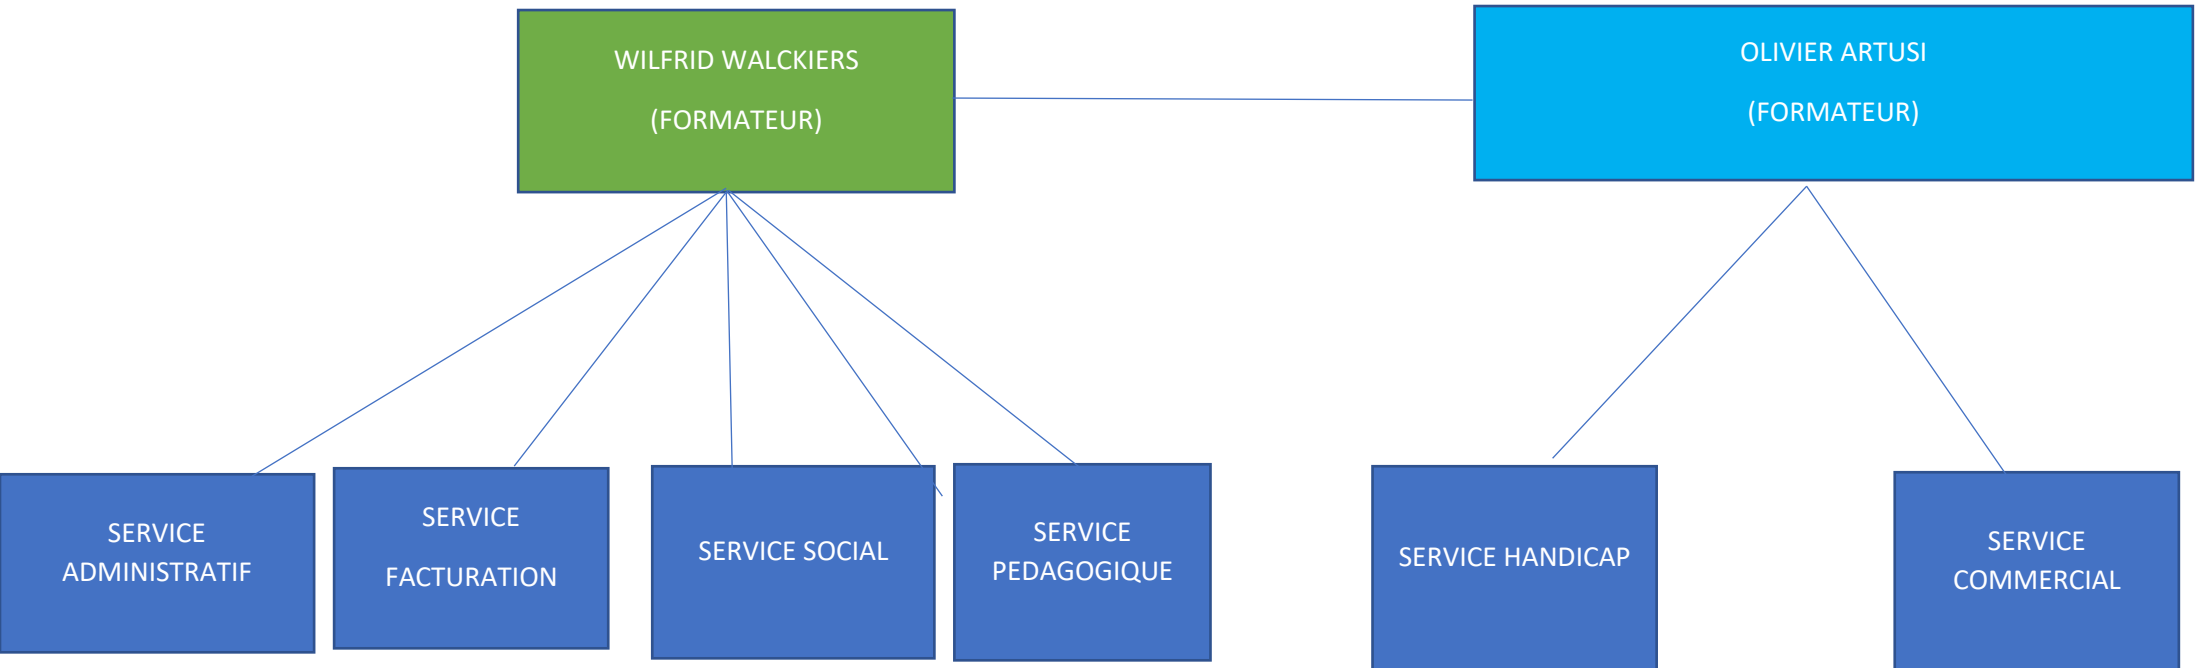 WILFRID WALCKIERS
(FORMATEUR)
OLIVIER ARTUSI
(FORMATEUR)
SERVICE
ADMINISTRATIF
SERVICE
FACTURATION
SERVICE SOCIAL
SERVICE
PEDAGOGIQUE
SERVICE HANDICAP
SERVICE
COMMERCIAL